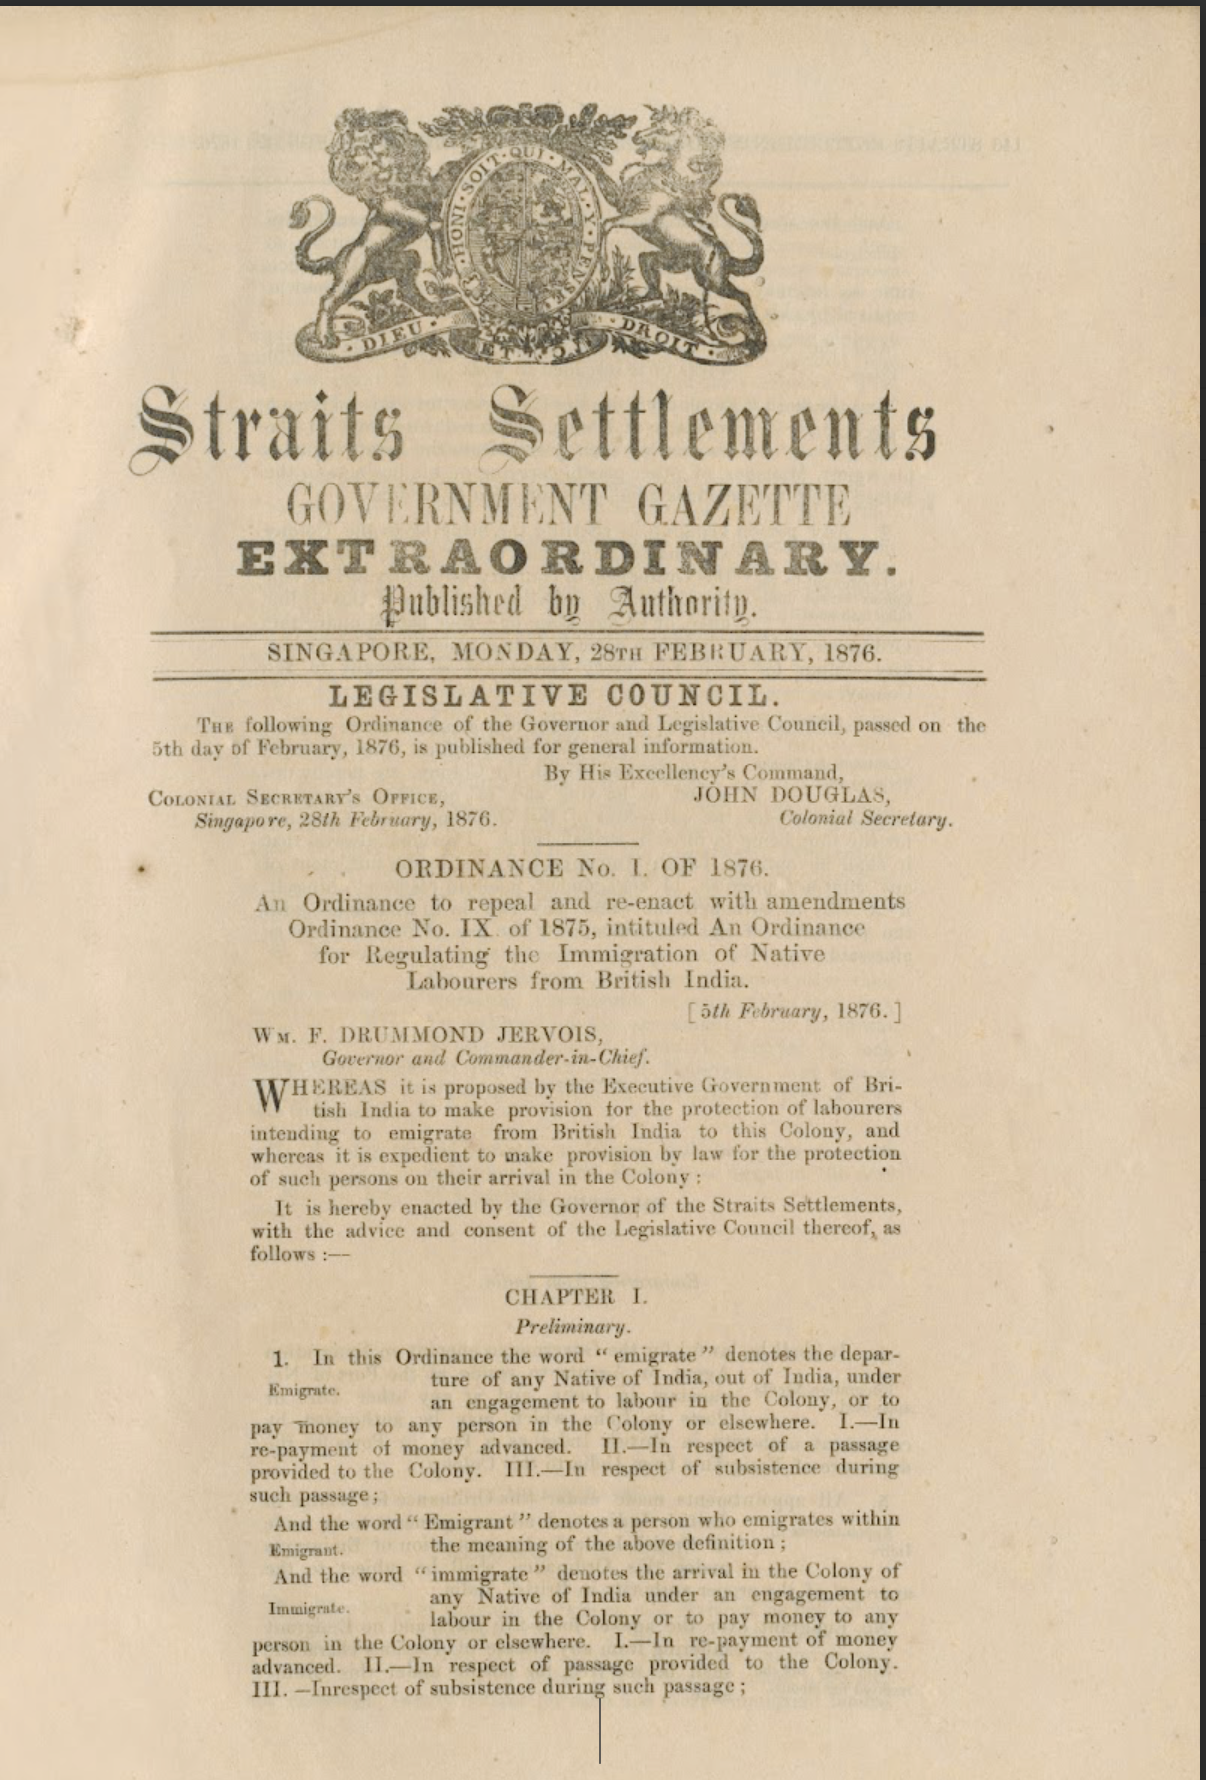 HONI · SOIT · QUI · MAL · Y · PENSE
· DIEU · ET DROIT ·
Straits Settlements
GOVERNMENT GAZETTE
EXTRAORDINARY.
Published by Authority.
SINGAPORE, MONDAY, 28TH FEBRUARY, 1876.
LEGISLATIVE COUNCIL.
THE following Ordinance of the Governor and Legislative Council, passed on the
5th day of February, 1876, is published for general information.
By His Excellency's Command,
COLONIAL SECRETARY'S OFFICE, JOHN DOUGLAS,
Singapore, 28th February, 1876. Colonial Secretary.
ORDINANCE No. I. OF 1876.
An Ordinance to repeal and re-enact with amendments
Ordinance No. IX. of 1875, intituled An Ordinance
for Regulating the Immigration of Native
Labourers from British India.
[ 5th February, 1876. ]
WM. F. DRUMMOND JERVOIS,
Governor and Commander-in-Chief.
WHEREAS it is proposed by the Executive Government of Bri-
tish India to make provision for the protection of labourers
intending to emigrate from British India to this Colony, and
whereas it is expedient to make provision by law for the protection
of such persons on their arrival in the Colony :
It is hereby enacted by the Governor of the Straits Settlements,
with the advice and consent of the Legislative Council thereof, as
follows :—
CHAPTER I.
Preliminary.
1. In this Ordinance the word " emigrate " denotes the depar-
ture of any Native of India, out of India, under
Emigrate.
an engagement to labour in the Colony, or to
pay money to any person in the Colony or elsewhere. I.—In
re-payment of money advanced. II.—In respect of a passage
provided to the Colony. III.—In respect of subsistence during
such passage ;
And the word " Emigrant " denotes a person who emigrates within
Emigrant. the meaning of the above definition ;
And the word " immigrate " denotes the arrival in the Colony of
any Native of India under an engagement to
Immigrate.
labour in the Colony or to pay money to any
person in the Colony or elsewhere. I.—In re-payment of money
advanced. II.—In respect of passage provided to the Colony.
III. —Inrespect of subsistence during such passage ;